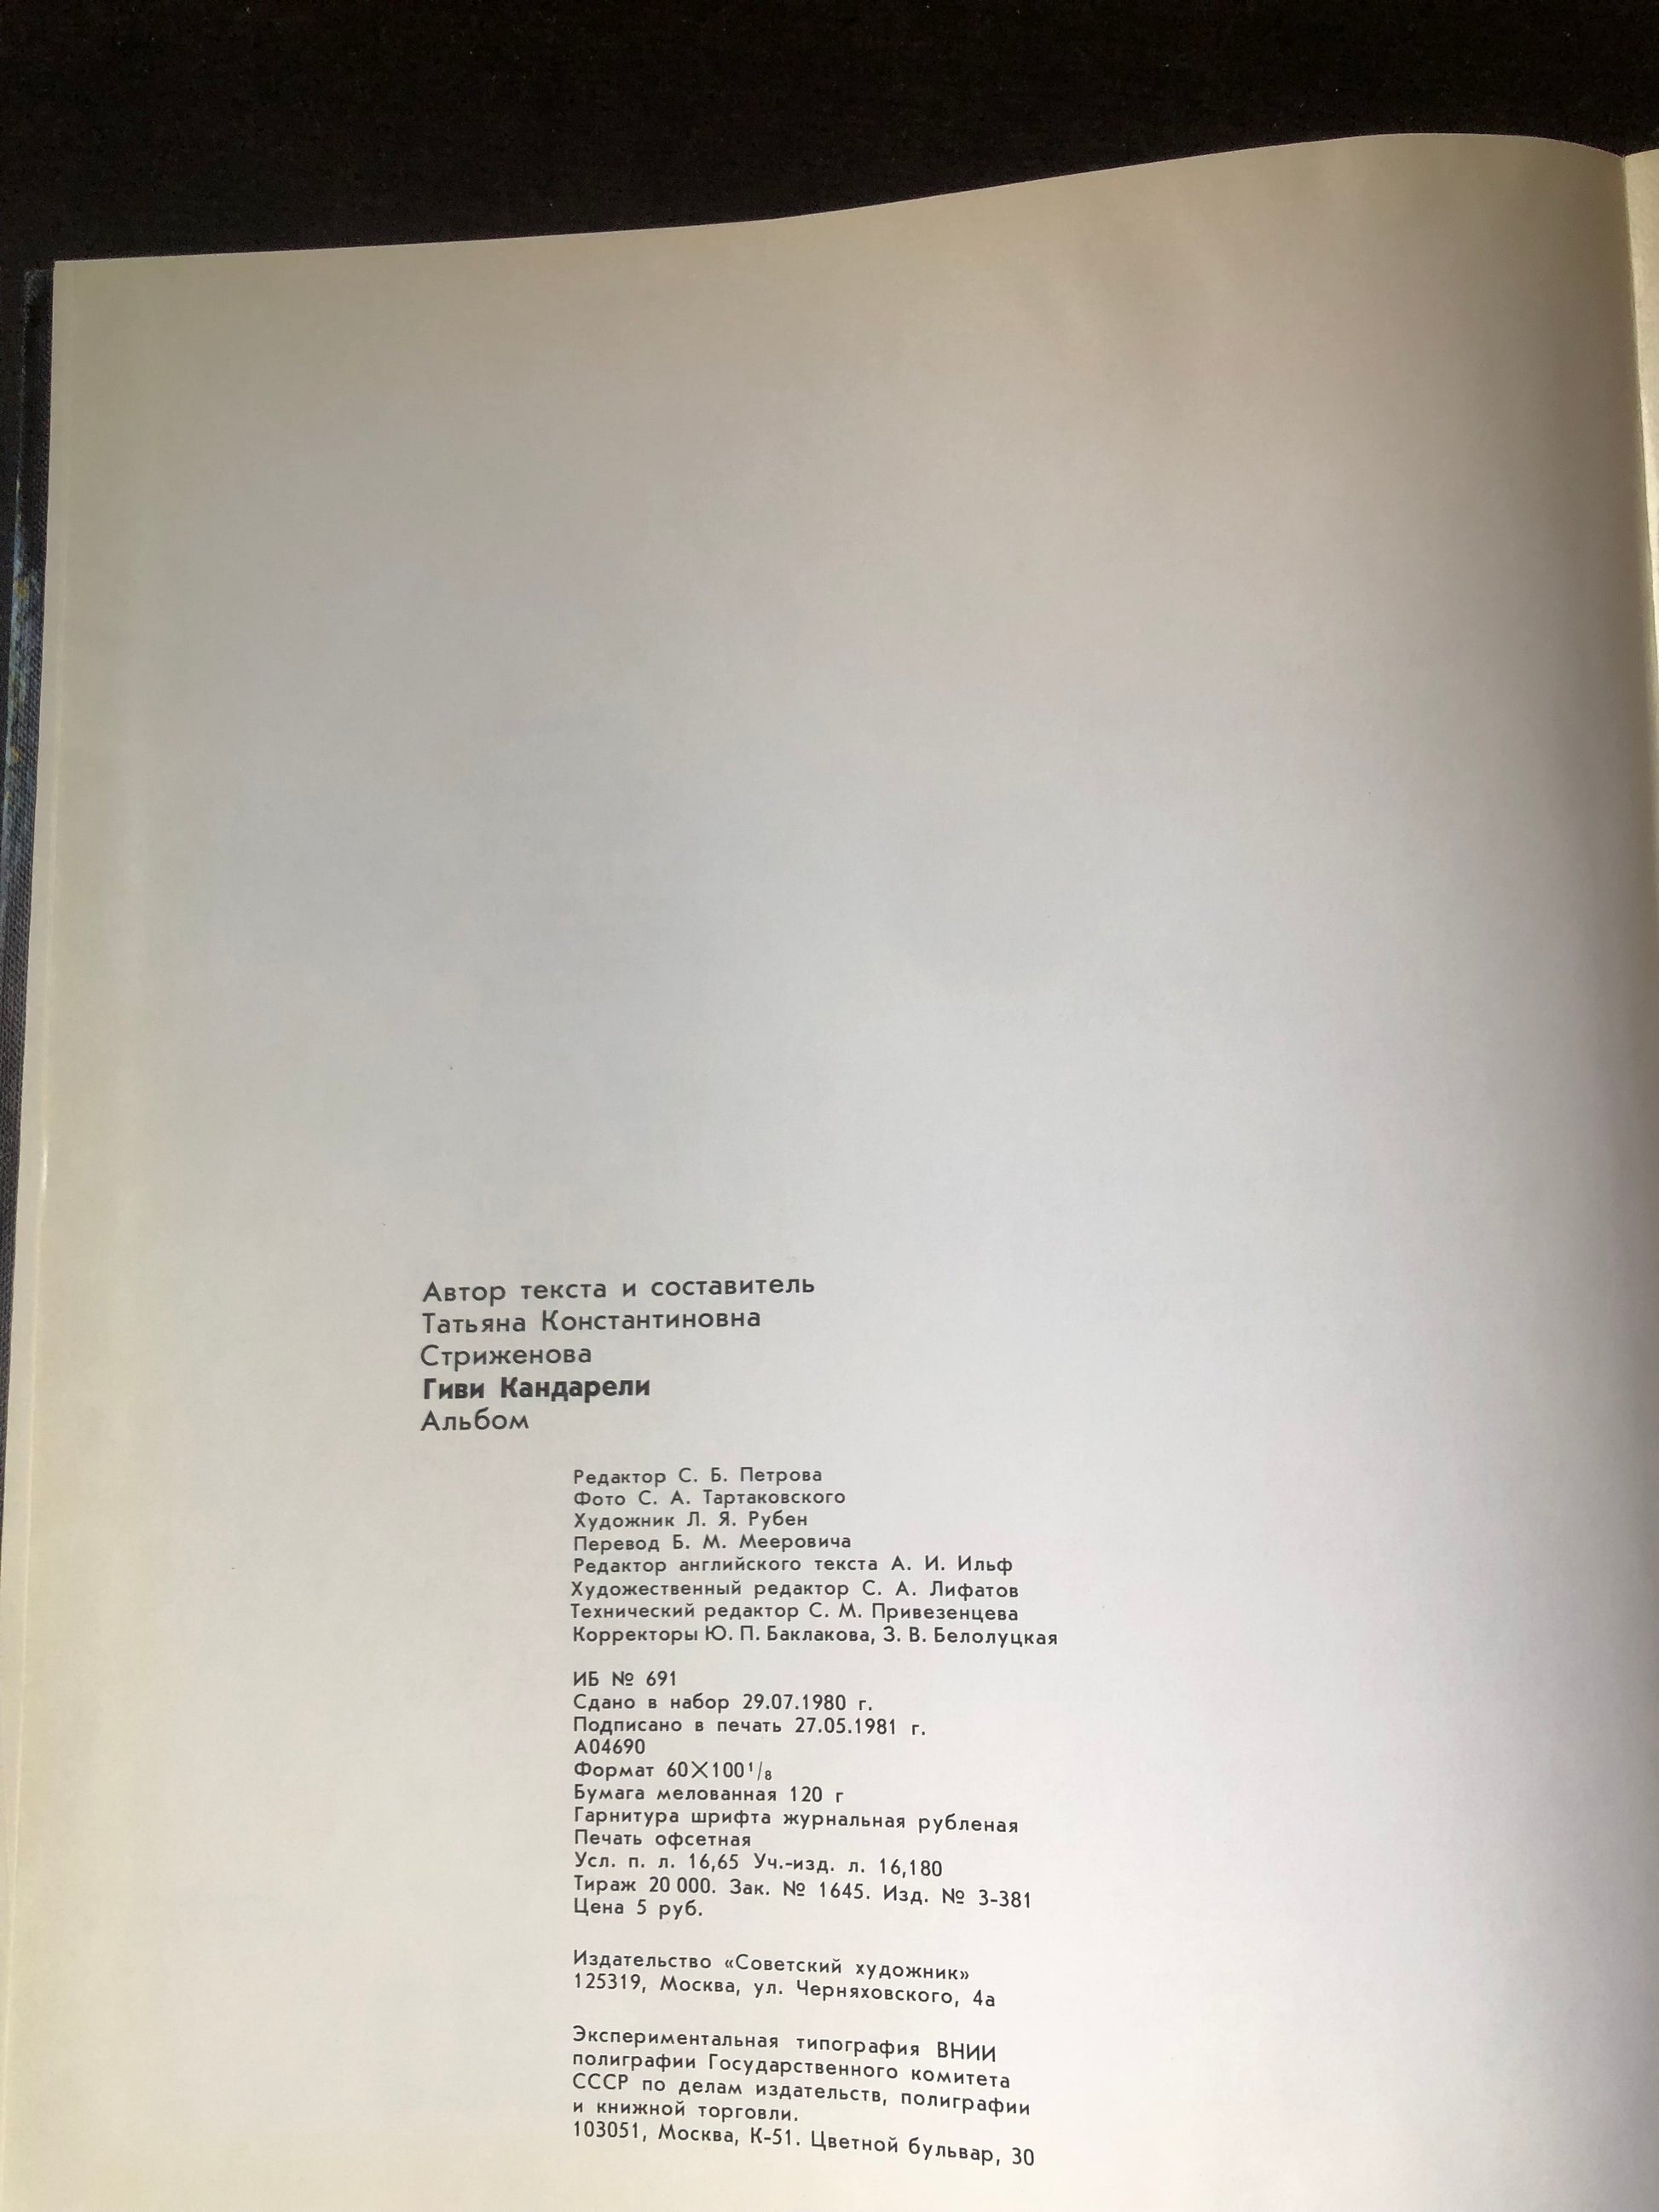 Автор текста и составитель
Татьяна Константиновна
Стриженова
Гиви Кандарели
Альбом
Редактор С. Б. Петрова
Фото С. А. Тартаковского
Художник Л. Я. Рубен
Перевод Б. М. Мееровича
Редактор английского текста А. И. Ильф
Художественный редактор С. А. Лифатов
Технический редактор С. М. Привезенцева
Корректоры Ю. П. Баклакова, З. В. Белолуцкая
ИБ № 691
Сдано в набор 29.07.1980 г.
Подписано в печать 27.05.1981 г.
А04690
Формат 60×100 1/8
Бумага мелованная 120 г
Гарнитура шрифта журнальная рубленая
Печать офсетная
Усл. п. л. 16,65 Уч.-изд. л. 16,180
Тираж 20 000. Зак. № 1645. Изд. № 3-381
Цена 5 руб.
Издательство «Советский художник»
125319, Москва, ул. Черняховского, 4а
Экспериментальная типография ВНИИ
полиграфии Государственного комитета
СССР по делам издательств, полиграфии
и книжной торговли.
103051, Москва, К-51. Цветной бульвар, 30